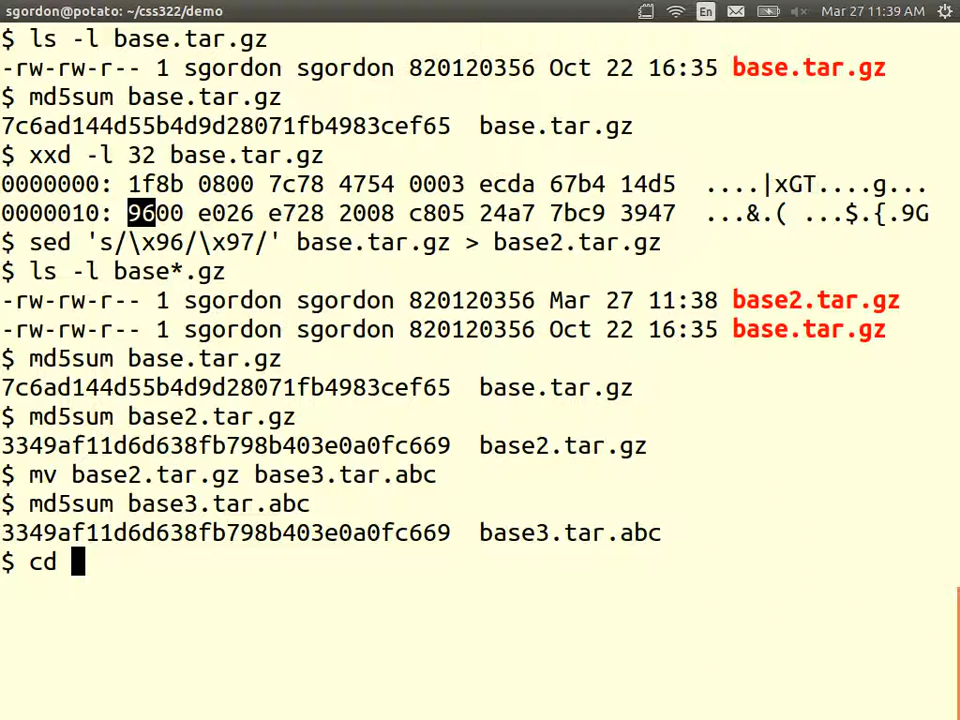 sgordon@potato: ~/css322/demo En Mar 27 11:39 AM
$ ls -l base.tar.gz
-rw-rw-r-- 1 sgordon sgordon 820120356 Oct 22 16:35 base.tar.gz
$ md5sum base.tar.gz
7c6ad144d55b4d9d28071fb4983cef65  base.tar.gz
$ xxd -l 32 base.tar.gz
0000000: 1f8b 0800 7c78 4754 0003 ecda 67b4 14d5  ....|xGT....g...
0000010: 9600 e026 e728 2008 c805 24a7 7bc9 3947  ...&.( ...$.{.9G
$ sed 's/\x96/\x97/' base.tar.gz > base2.tar.gz
$ ls -l base*.gz
-rw-rw-r-- 1 sgordon sgordon 820120356 Mar 27 11:38 base2.tar.gz
-rw-rw-r-- 1 sgordon sgordon 820120356 Oct 22 16:35 base.tar.gz
$ md5sum base.tar.gz
7c6ad144d55b4d9d28071fb4983cef65  base.tar.gz
$ md5sum base2.tar.gz
3349af11d6d638fb798b403e0a0fc669  base2.tar.gz
$ mv base2.tar.gz base3.tar.abc
$ md5sum base3.tar.abc
3349af11d6d638fb798b403e0a0fc669  base3.tar.abc
$ cd